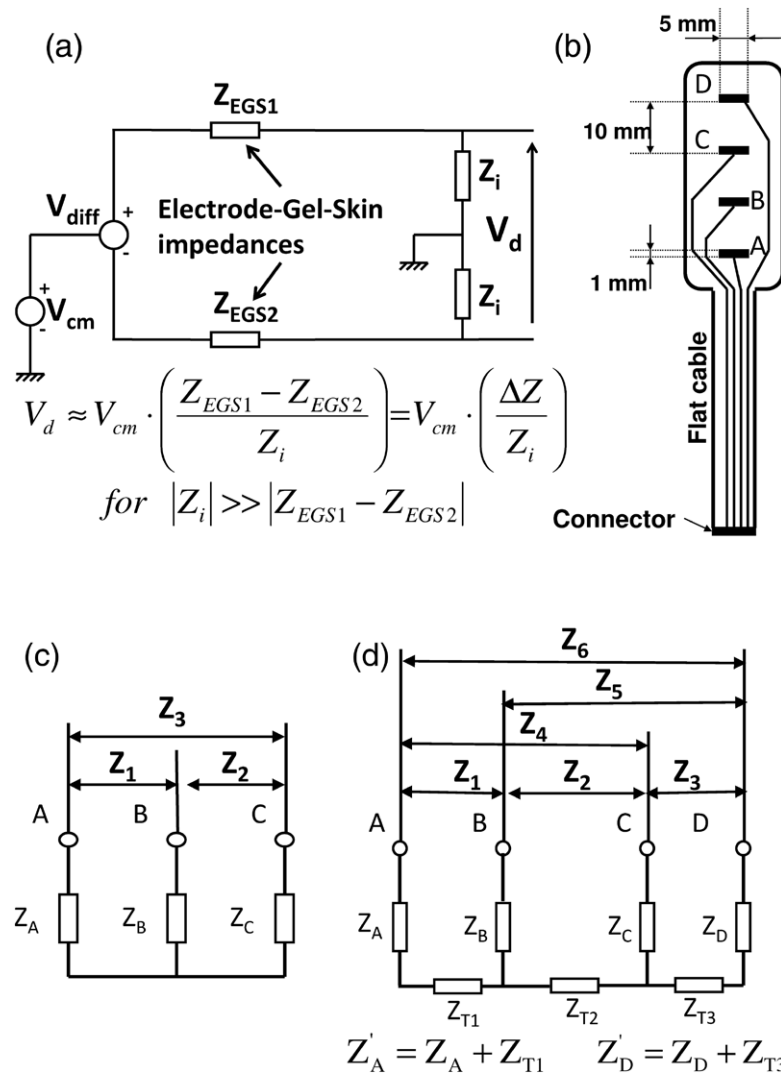 (a)
Z_EGS1
V_diff
+
-
Electrode-Gel-Skin
impedances
Z_i
V_d
Z_i
+
-
V_cm
Z_EGS2
V_d ≈ V_cm · ( (Z_EGS1 − Z_EGS2) / Z_i ) = V_cm · ( ΔZ / Z_i )
for |Z_i| >> |Z_EGS1 − Z_EGS2|
(b)
5 mm
D
10 mm
C
B
A
1 mm
Flat cable
Connector
(c)
Z_3
Z_1 Z_2
A B C
Z_A Z_B Z_C
(d)
Z_6
Z_5
Z_4
Z_1 Z_2 Z_3
A B C D
Z_A Z_B Z_C Z_D
Z_T1 Z_T2 Z_T3
Z'_A = Z_A + Z_T1 Z'_D = Z_D + Z_T3